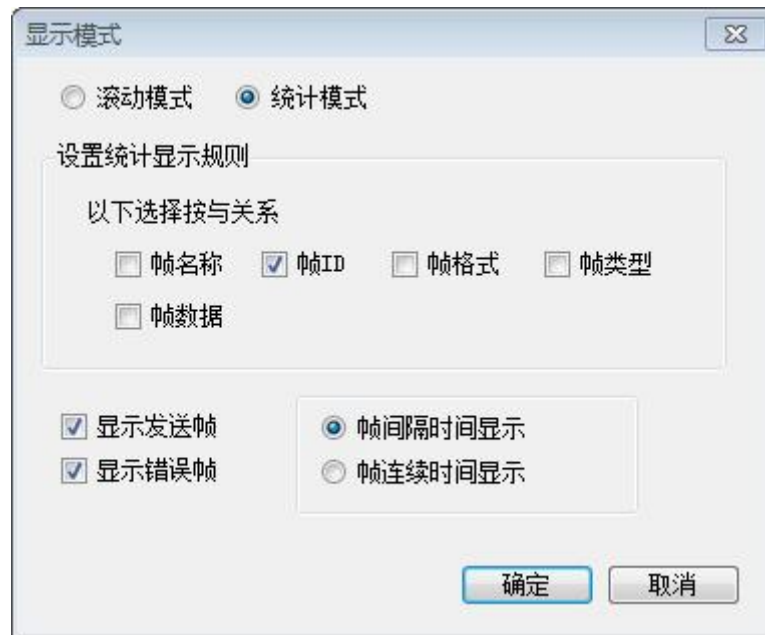 显示模式
滚动模式 统计模式
设置统计显示规则
以下选择按与关系
帧名称 帧ID 帧格式 帧类型
帧数据
显示发送帧 帧间隔时间显示
显示错误帧 帧连续时间显示
确定 取消